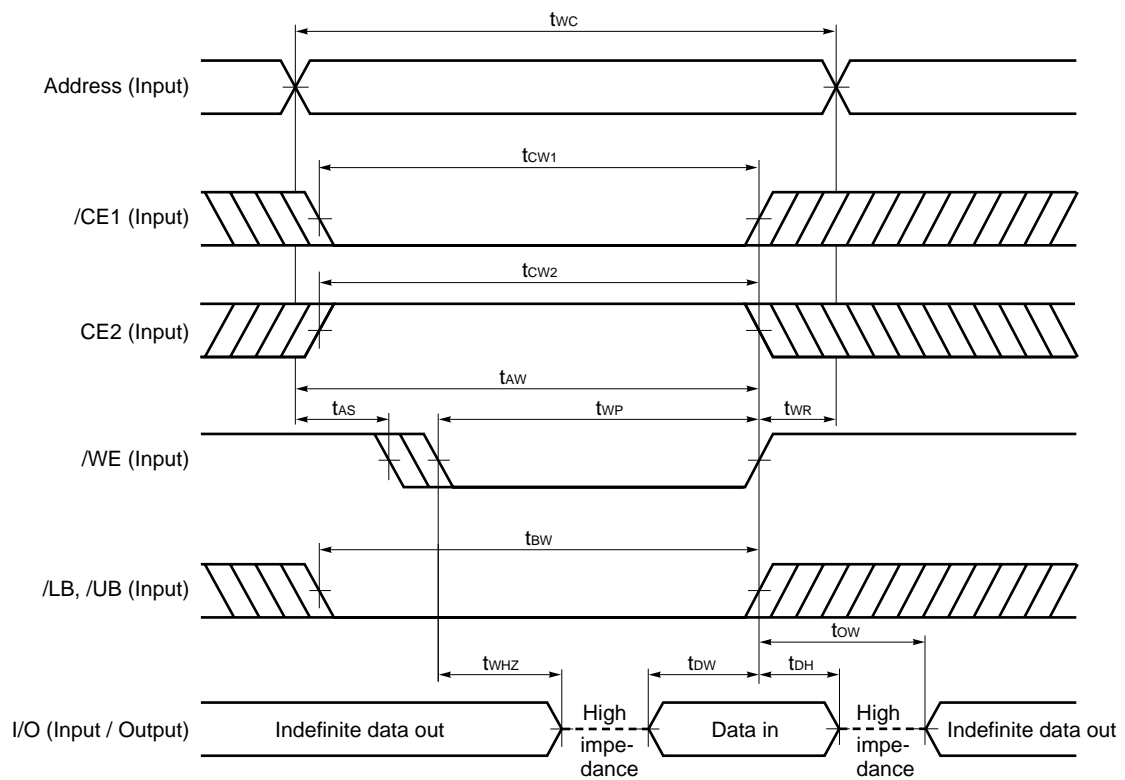 tWC
Address (Input)
tCW1
/CE1 (Input)
tCW2
CE2 (Input)
tAW
tAS
tWP
tWR
/WE (Input)
tBW
/LB, /UB (Input)
tOW
tWHZ
tDW
tDH
I/O (Input / Output)
Indefinite data out
High
impe-
dance
Data in
High
impe-
dance
Indefinite data out